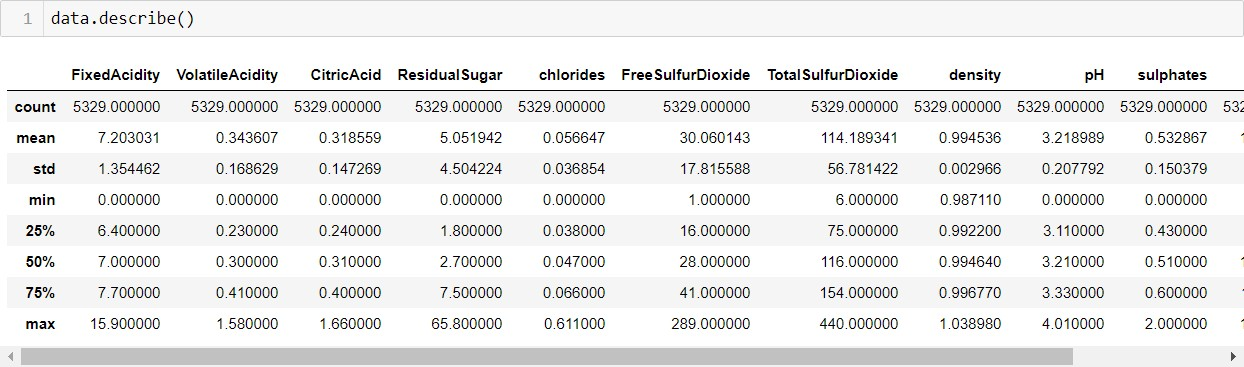 1 data.describe()
FixedAcidity VolatileAcidity CitricAcid ResidualSugar chlorides FreeSulfurDioxide TotalSulfurDioxide density pH sulphates
count 5329.000000 5329.000000 5329.000000 5329.000000 5329.000000 5329.000000 5329.000000 5329.000000 5329.000000 5329.000000 532
mean 7.203031 0.343607 0.318559 5.051942 0.056647 30.060143 114.189341 0.994536 3.218989 0.532867
std 1.354462 0.168629 0.147269 4.504224 0.036854 17.815588 56.781422 0.002966 0.207792 0.150379
min 0.000000 0.000000 0.000000 0.000000 0.000000 1.000000 6.000000 0.987110 0.000000 0.000000
25% 6.400000 0.230000 0.240000 1.800000 0.038000 16.000000 75.000000 0.992200 3.110000 0.430000
50% 7.000000 0.300000 0.310000 2.700000 0.047000 28.000000 116.000000 0.994640 3.210000 0.510000
75% 7.700000 0.410000 0.400000 7.500000 0.066000 41.000000 154.000000 0.996770 3.330000 0.600000
max 15.900000 1.580000 1.660000 65.800000 0.611000 289.000000 440.000000 1.038980 4.010000 2.000000